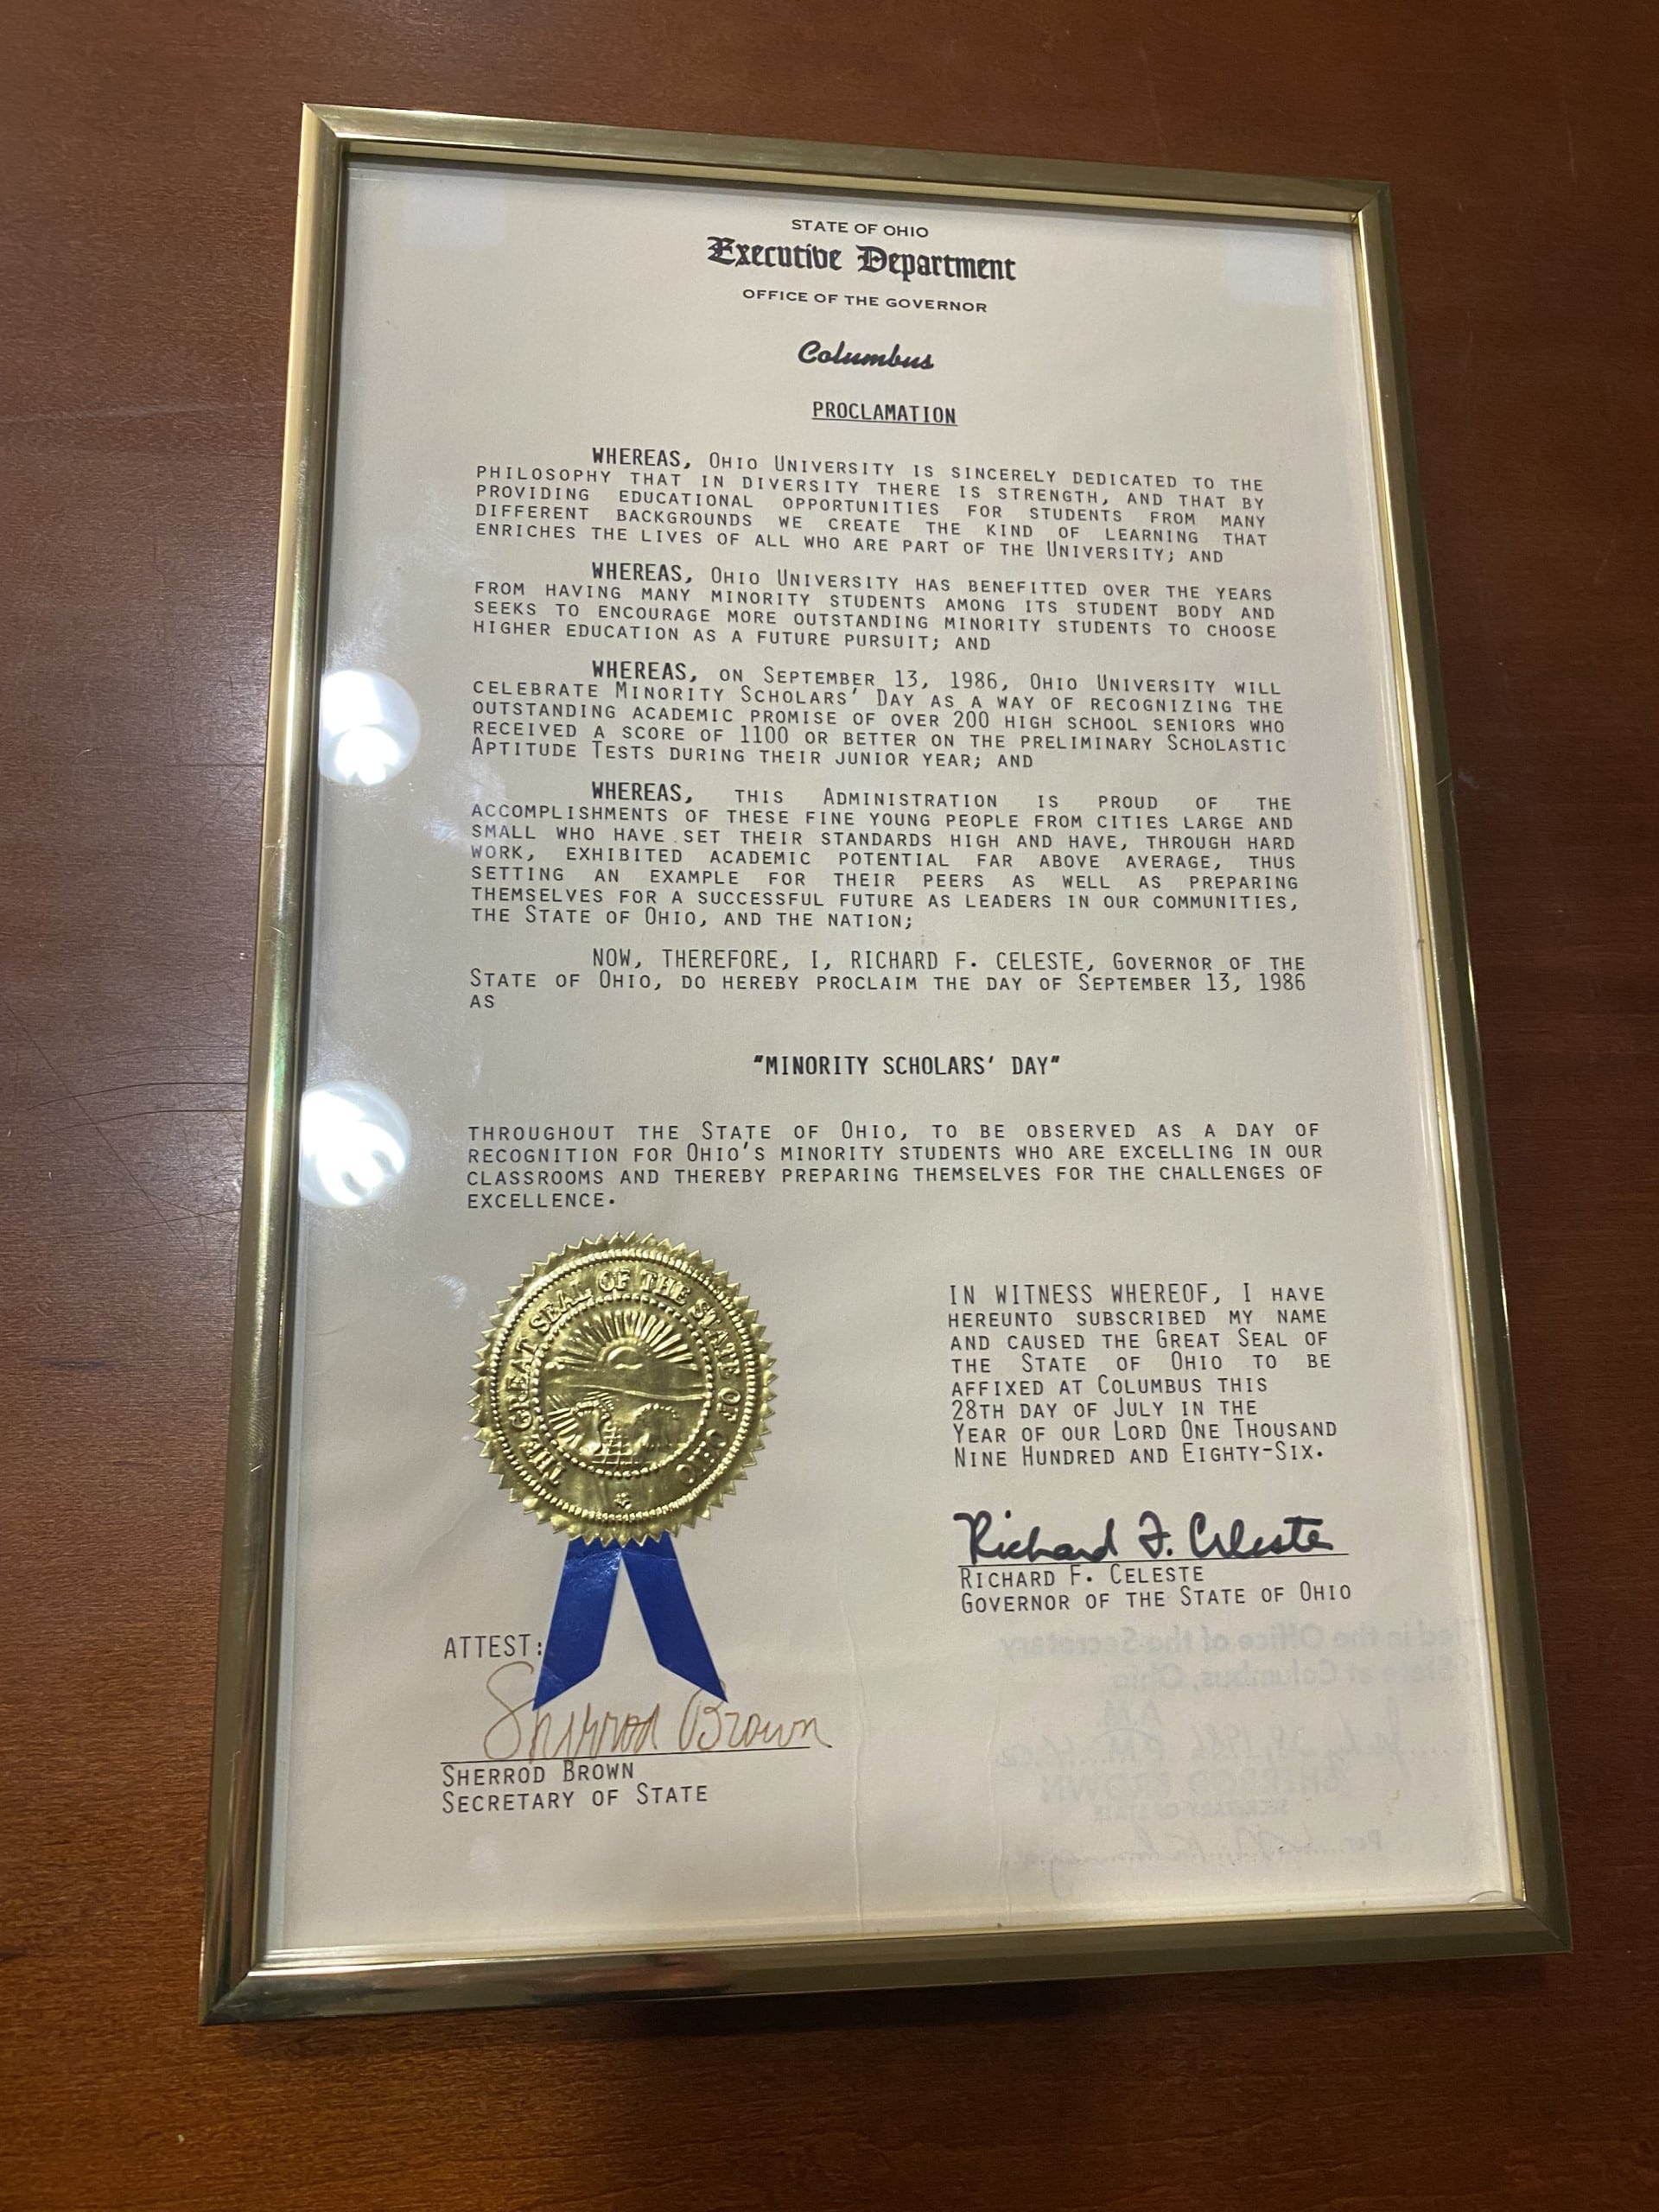 STATE OF OHIO
Executive Department
OFFICE OF THE GOVERNOR
Columbus
PROCLAMATION
WHEREAS, OHIO UNIVERSITY IS SINCERELY DEDICATED TO THE
PHILOSOPHY THAT IN DIVERSITY THERE IS STRENGTH, AND THAT BY
PROVIDING EDUCATIONAL OPPORTUNITIES FOR STUDENTS FROM MANY
DIFFERENT BACKGROUNDS WE CREATE THE KIND OF LEARNING THAT
ENRICHES THE LIVES OF ALL WHO ARE PART OF THE UNIVERSITY; AND
WHEREAS, OHIO UNIVERSITY HAS BENEFITTED OVER THE YEARS
FROM HAVING MANY MINORITY STUDENTS AMONG ITS STUDENT BODY AND
SEEKS TO ENCOURAGE MORE OUTSTANDING MINORITY STUDENTS TO CHOOSE
HIGHER EDUCATION AS A FUTURE PURSUIT; AND
WHEREAS, ON SEPTEMBER 13, 1986, OHIO UNIVERSITY WILL
CELEBRATE MINORITY SCHOLARS' DAY AS A WAY OF RECOGNIZING THE
OUTSTANDING ACADEMIC PROMISE OF OVER 200 HIGH SCHOOL SENIORS WHO
RECEIVED A SCORE OF 1100 OR BETTER ON THE PRELIMINARY SCHOLASTIC
APTITUDE TESTS DURING THEIR JUNIOR YEAR; AND
WHEREAS, THIS ADMINISTRATION IS PROUD OF THE
ACCOMPLISHMENTS OF THESE FINE YOUNG PEOPLE FROM CITIES LARGE AND
SMALL WHO HAVE SET THEIR STANDARDS HIGH AND HAVE, THROUGH HARD
WORK, EXHIBITED ACADEMIC POTENTIAL FAR ABOVE AVERAGE, THUS
SETTING AN EXAMPLE FOR THEIR PEERS AS WELL AS PREPARING
THEMSELVES FOR A SUCCESSFUL FUTURE AS LEADERS IN OUR COMMUNITIES,
THE STATE OF OHIO, AND THE NATION;
NOW, THEREFORE, I, RICHARD F. CELESTE, GOVERNOR OF THE
STATE OF OHIO, DO HEREBY PROCLAIM THE DAY OF SEPTEMBER 13, 1986
AS
"MINORITY SCHOLARS' DAY"
THROUGHOUT THE STATE OF OHIO, TO BE OBSERVED AS A DAY OF
RECOGNITION FOR OHIO'S MINORITY STUDENTS WHO ARE EXCELLING IN OUR
CLASSROOMS AND THEREBY PREPARING THEMSELVES FOR THE CHALLENGES OF
EXCELLENCE.
THE GREAT SEAL OF THE STATE OF OHIO
IN WITNESS WHEREOF, I HAVE
HEREUNTO SUBSCRIBED MY NAME
AND CAUSED THE GREAT SEAL OF
THE STATE OF OHIO TO BE
AFFIXED AT COLUMBUS THIS
28TH DAY OF JULY IN THE
YEAR OF OUR LORD ONE THOUSAND
NINE HUNDRED AND EIGHTY-SIX.
Richard F. Celeste
RICHARD F. CELESTE
GOVERNOR OF THE STATE OF OHIO
ATTEST:
Sherrod Brown
SHERROD BROWN
SECRETARY OF STATE
in the Office of the Secretary
State at Columbus, Ohio
SECRETARY OF STATE